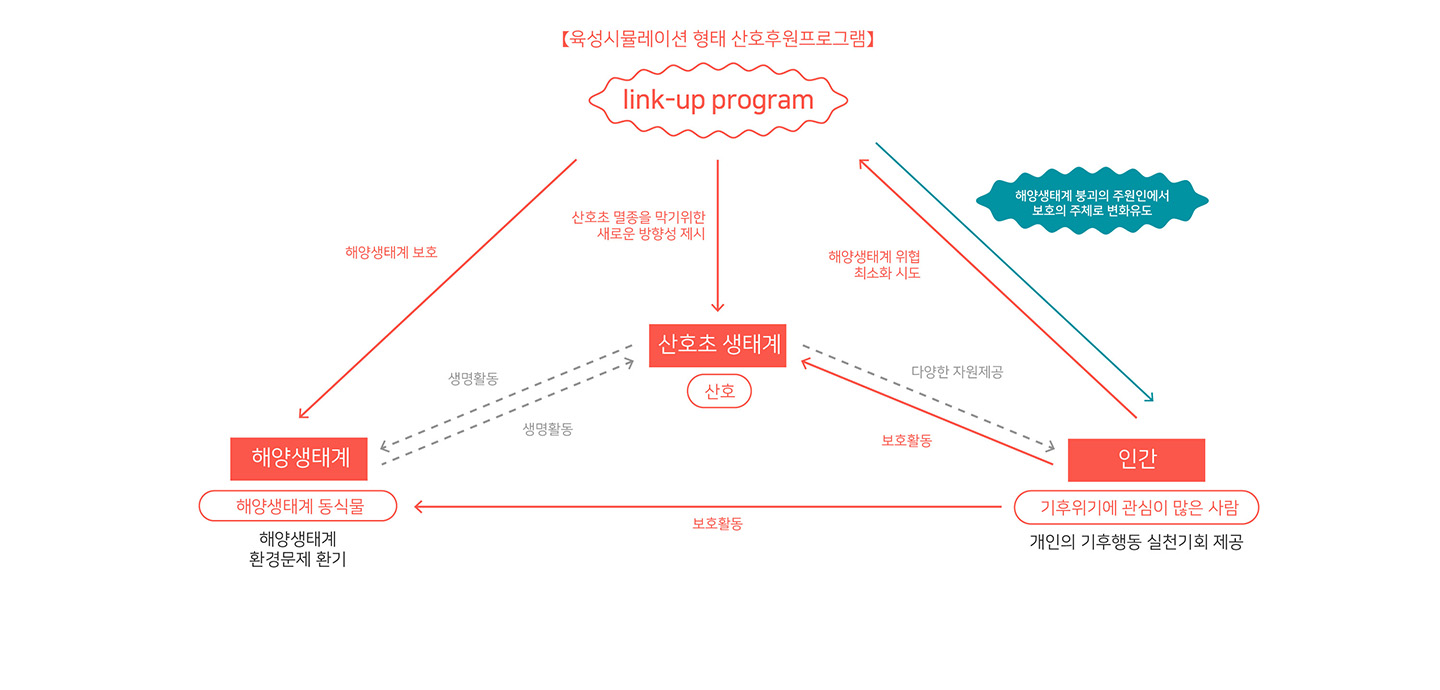 【육성시뮬레이션 형태 산호후원프로그램】
link-up program
해양생태계 붕괴의 주원인에서
보호의 주체로 변화유도
산호초 멸종을 막기위한
새로운 방향성 제시
해양생태계 보호
해양생태계 위협
최소화 시도
산호초 생태계
산호
생명활동
다양한 자원제공
생명활동
보호활동
해양생태계
인간
해양생태계 동식물
기후위기에 관심이 많은 사람
보호활동
해양생태계
환경문제 환기
개인의 기후행동 실천기회 제공